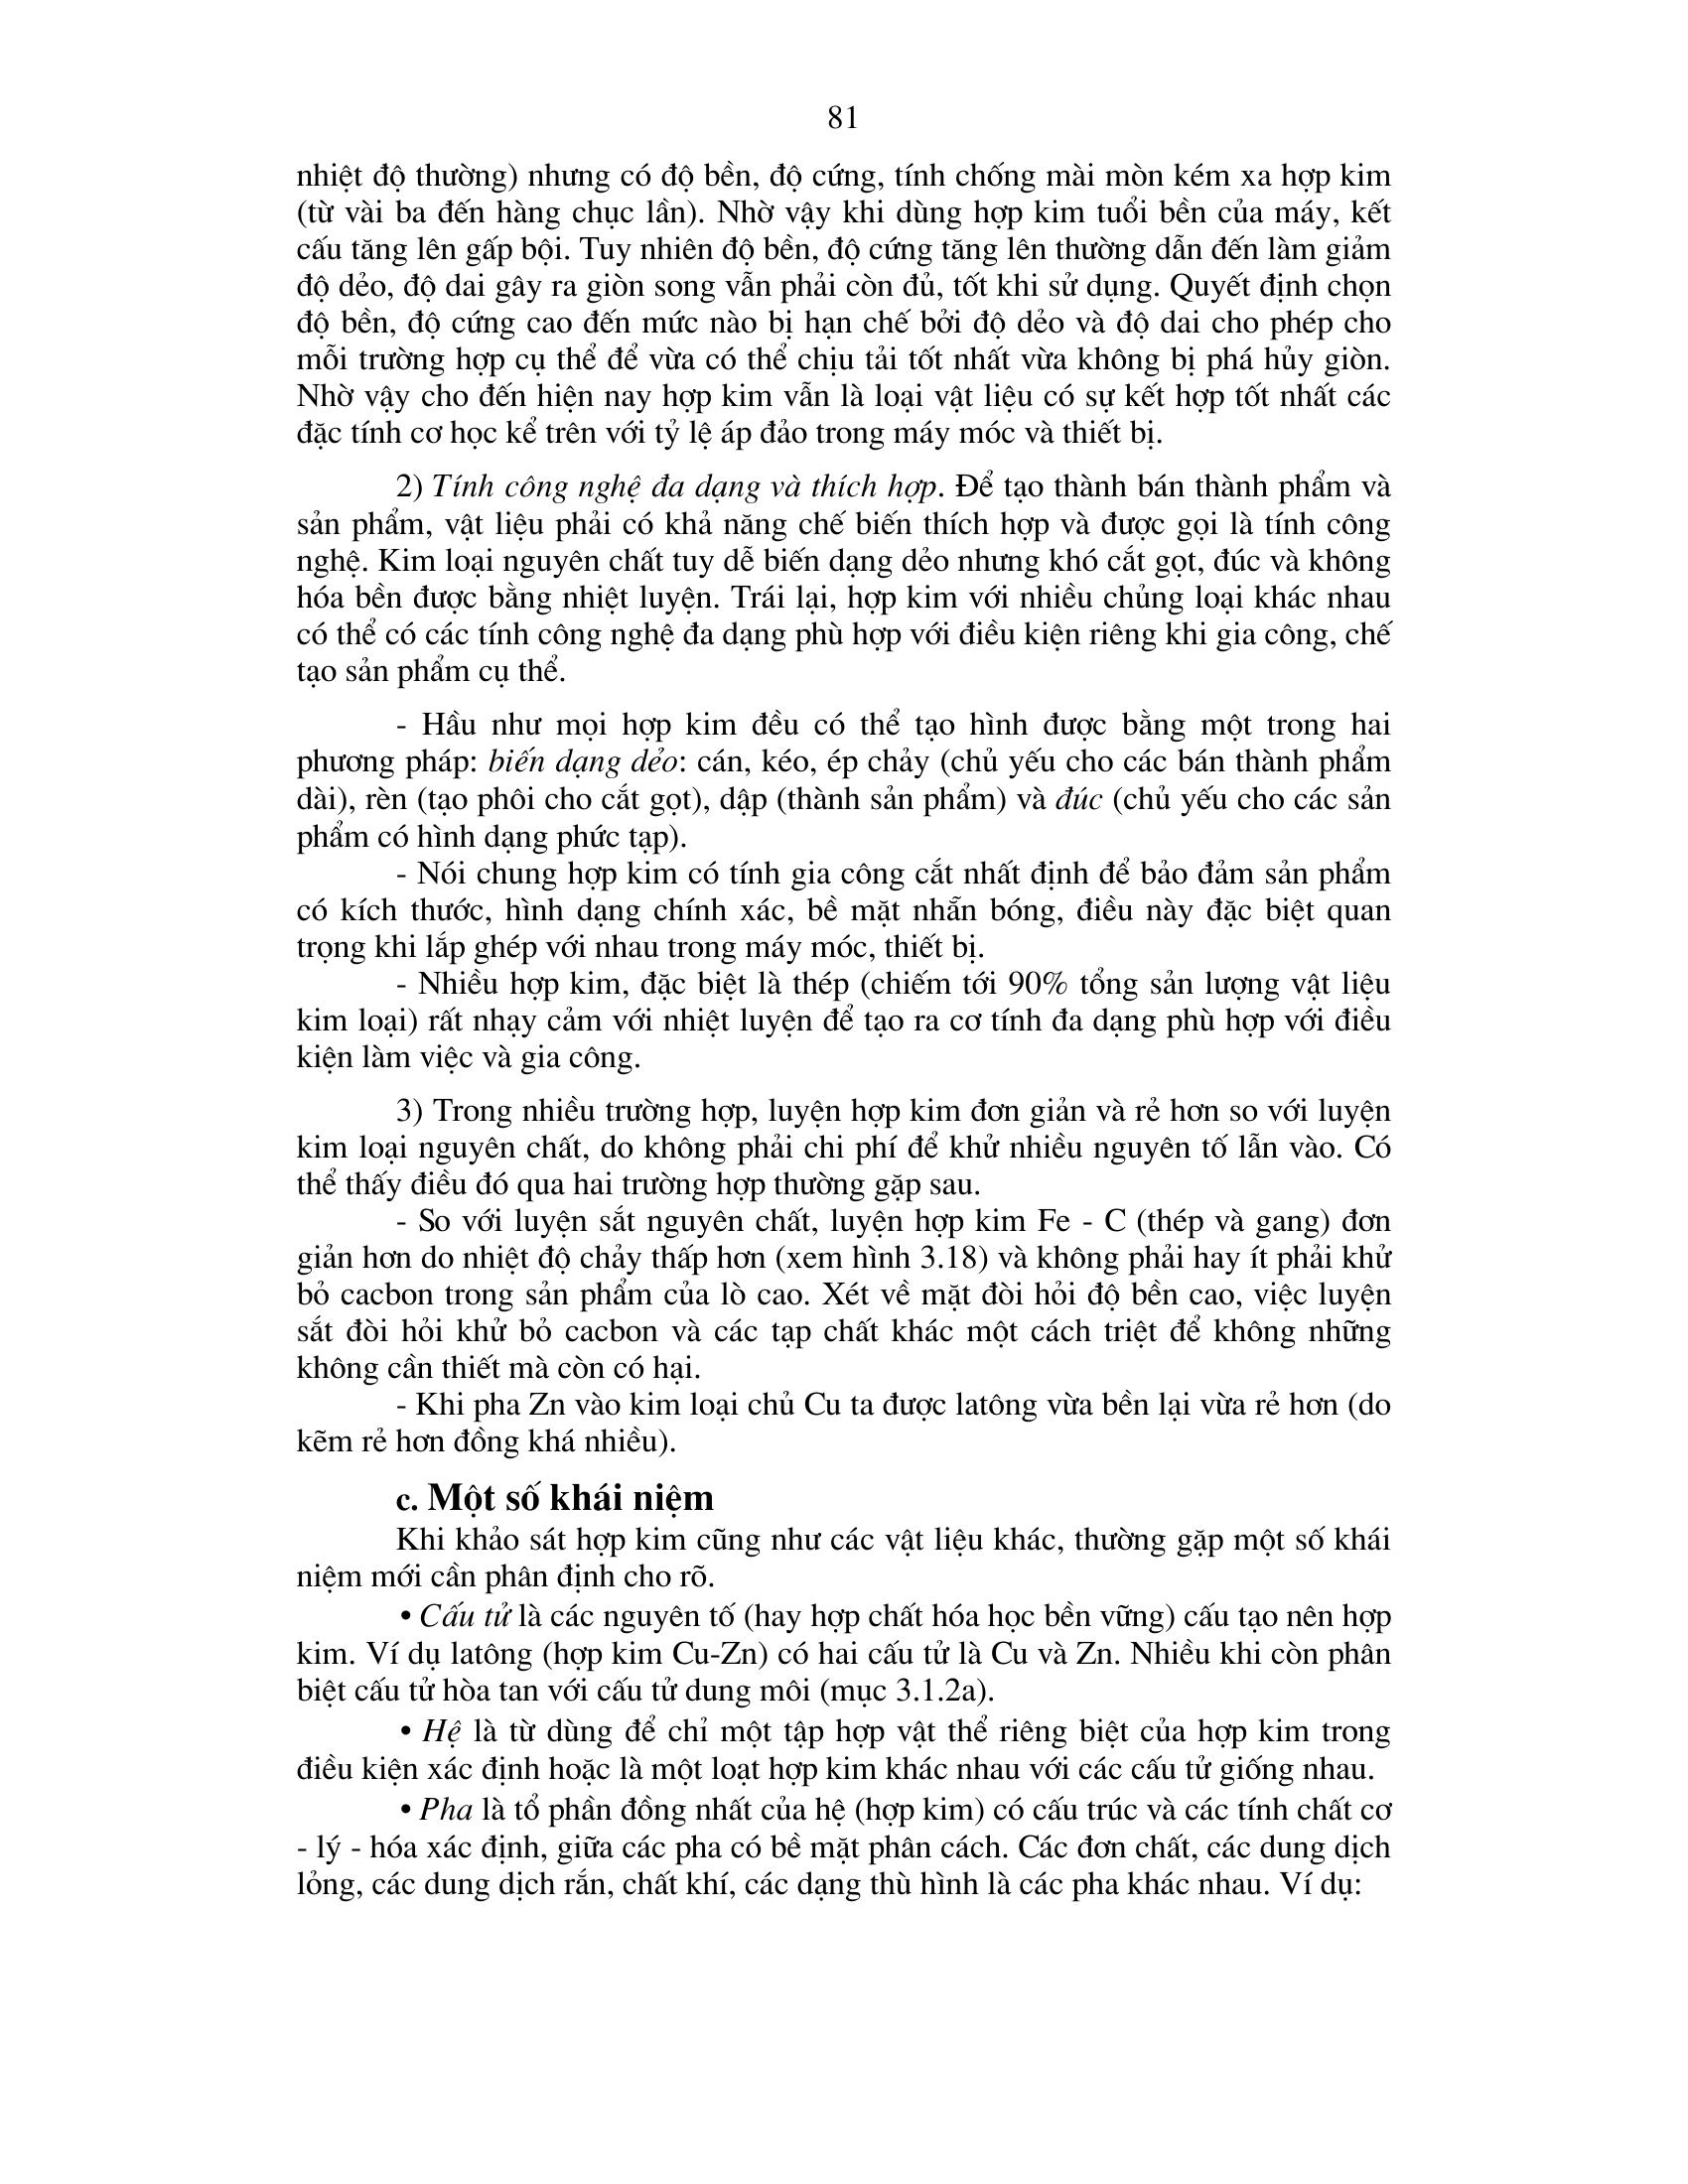 81
nhiệt độ thường) nhưng có độ bền, độ cứng, tính chống mài mòn kém xa hợp kim
(từ vài ba đến hàng chục lần). Nhờ vậy khi dùng hợp kim tuổi bền của máy, kết
cấu tăng lên gấp bội. Tuy nhiên độ bền, độ cứng tăng lên thường dẫn đến làm giảm
độ dẻo, độ dai gây ra giòn song vẫn phải còn đủ, tốt khi sử dụng. Quyết định chọn
độ bền, độ cứng cao đến mức nào bị hạn chế bởi độ dẻo và độ dai cho phép cho
mỗi trường hợp cụ thể để vừa có thể chịu tải tốt nhất vừa không bị phá hủy giòn.
Nhờ vậy cho đến hiện nay hợp kim vẫn là loại vật liệu có sự kết hợp tốt nhất các
đặc tính cơ học kể trên với tỷ lệ áp đảo trong máy móc và thiết bị.
2) Tính công nghệ đa dạng và thích hợp. Để tạo thành bán thành phẩm và
sản phẩm, vật liệu phải có khả năng chế biến thích hợp và được gọi là tính công
nghệ. Kim loại nguyên chất tuy dễ biến dạng dẻo nhưng khó cắt gọt, đúc và không
hóa bền được bằng nhiệt luyện. Trái lại, hợp kim với nhiều chủng loại khác nhau
có thể có các tính công nghệ đa dạng phù hợp với điều kiện riêng khi gia công, chế
tạo sản phẩm cụ thể.
- Hầu như mọi hợp kim đều có thể tạo hình được bằng một trong hai
phương pháp: biến dạng dẻo: cán, kéo, ép chảy (chủ yếu cho các bán thành phẩm
dài), rèn (tạo phôi cho cắt gọt), dập (thành sản phẩm) và đúc (chủ yếu cho các sản
phẩm có hình dạng phức tạp).
- Nói chung hợp kim có tính gia công cắt nhất định để bảo đảm sản phẩm
có kích thước, hình dạng chính xác, bề mặt nhẵn bóng, điều này đặc biệt quan
trọng khi lắp ghép với nhau trong máy móc, thiết bị.
- Nhiều hợp kim, đặc biệt là thép (chiếm tới 90% tổng sản lượng vật liệu
kim loại) rất nhạy cảm với nhiệt luyện để tạo ra cơ tính đa dạng phù hợp với điều
kiện làm việc và gia công.
3) Trong nhiều trường hợp, luyện hợp kim đơn giản và rẻ hơn so với luyện
kim loại nguyên chất, do không phải chi phí để khử nhiều nguyên tố lẫn vào. Có
thể thấy điều đó qua hai trường hợp thường gặp sau.
- So với luyện sắt nguyên chất, luyện hợp kim Fe - C (thép và gang) đơn
giản hơn do nhiệt độ chảy thấp hơn (xem hình 3.18) và không phải hay ít phải khử
bỏ cacbon trong sản phẩm của lò cao. Xét về mặt đòi hỏi độ bền cao, việc luyện
sắt đòi hỏi khử bỏ cacbon và các tạp chất khác một cách triệt để không những
không cần thiết mà còn có hại.
- Khi pha Zn vào kim loại chủ Cu ta được latông vừa bền lại vừa rẻ hơn (do
kẽm rẻ hơn đồng khá nhiều).
c. Một số khái niệm
Khi khảo sát hợp kim cũng như các vật liệu khác, thường gặp một số khái
niệm mới cần phân định cho rõ.
• Cấu tử là các nguyên tố (hay hợp chất hóa học bền vững) cấu tạo nên hợp
kim. Ví dụ latông (hợp kim Cu-Zn) có hai cấu tử là Cu và Zn. Nhiều khi còn phân
biệt cấu tử hòa tan với cấu tử dung môi (mục 3.1.2a).
• Hệ là từ dùng để chỉ một tập hợp vật thể riêng biệt của hợp kim trong
điều kiện xác định hoặc là một loạt hợp kim khác nhau với các cấu tử giống nhau.
• Pha là tổ phần đồng nhất của hệ (hợp kim) có cấu trúc và các tính chất cơ
- lý - hóa xác định, giữa các pha có bề mặt phân cách. Các đơn chất, các dung dịch
lỏng, các dung dịch rắn, chất khí, các dạng thù hình là các pha khác nhau. Ví dụ: